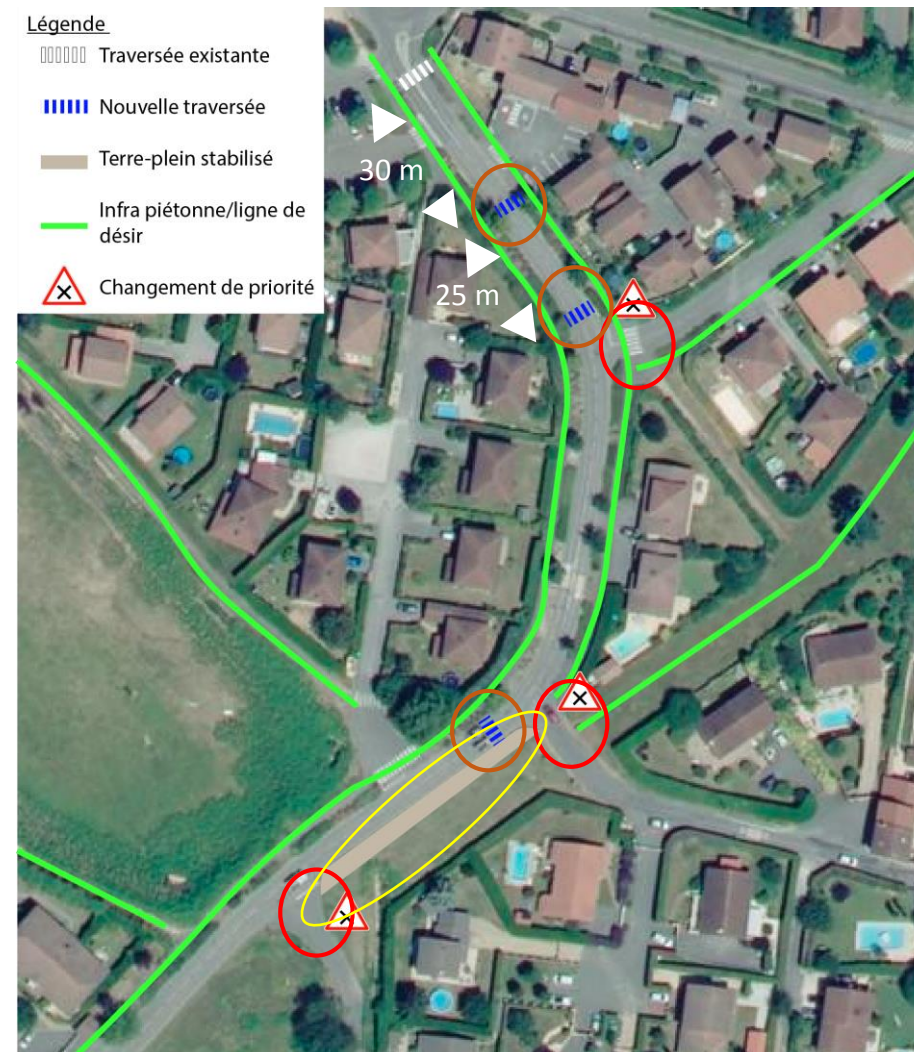 Légende
Traversée existante
Nouvelle traversée
Terre-plein stabilisé
Infra piétonne/ligne de
désir
Changement de priorité
30 m
25 m